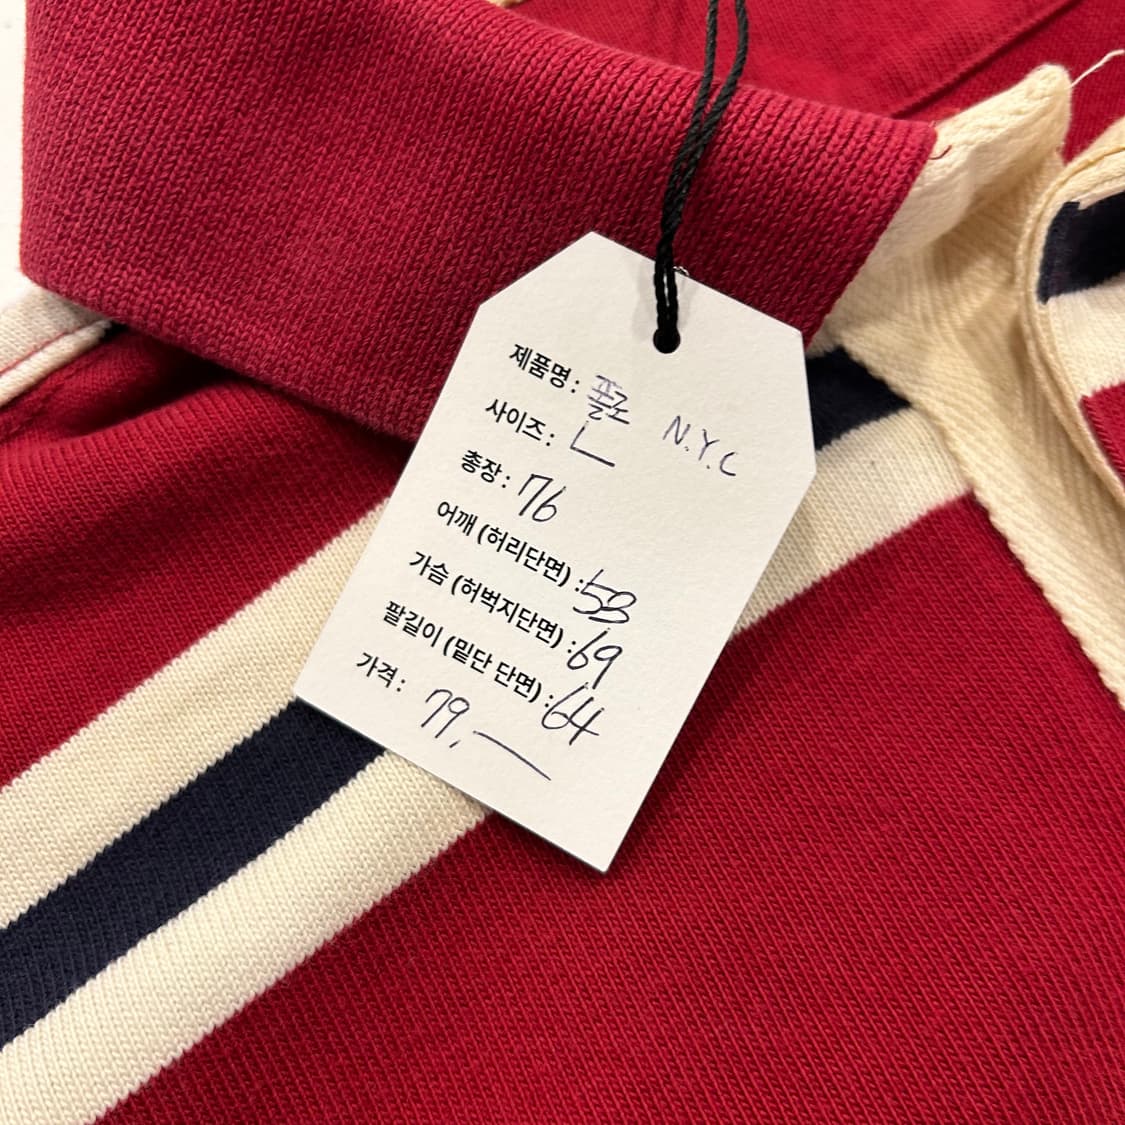 제품명 : 폴로 N.Y.C
사이즈 : L
총장 : 76
어깨 (허리단면) : 53
가슴 (허벅지단면) : 69
팔길이 (밑단 단면) : 64
가격 : 79,—